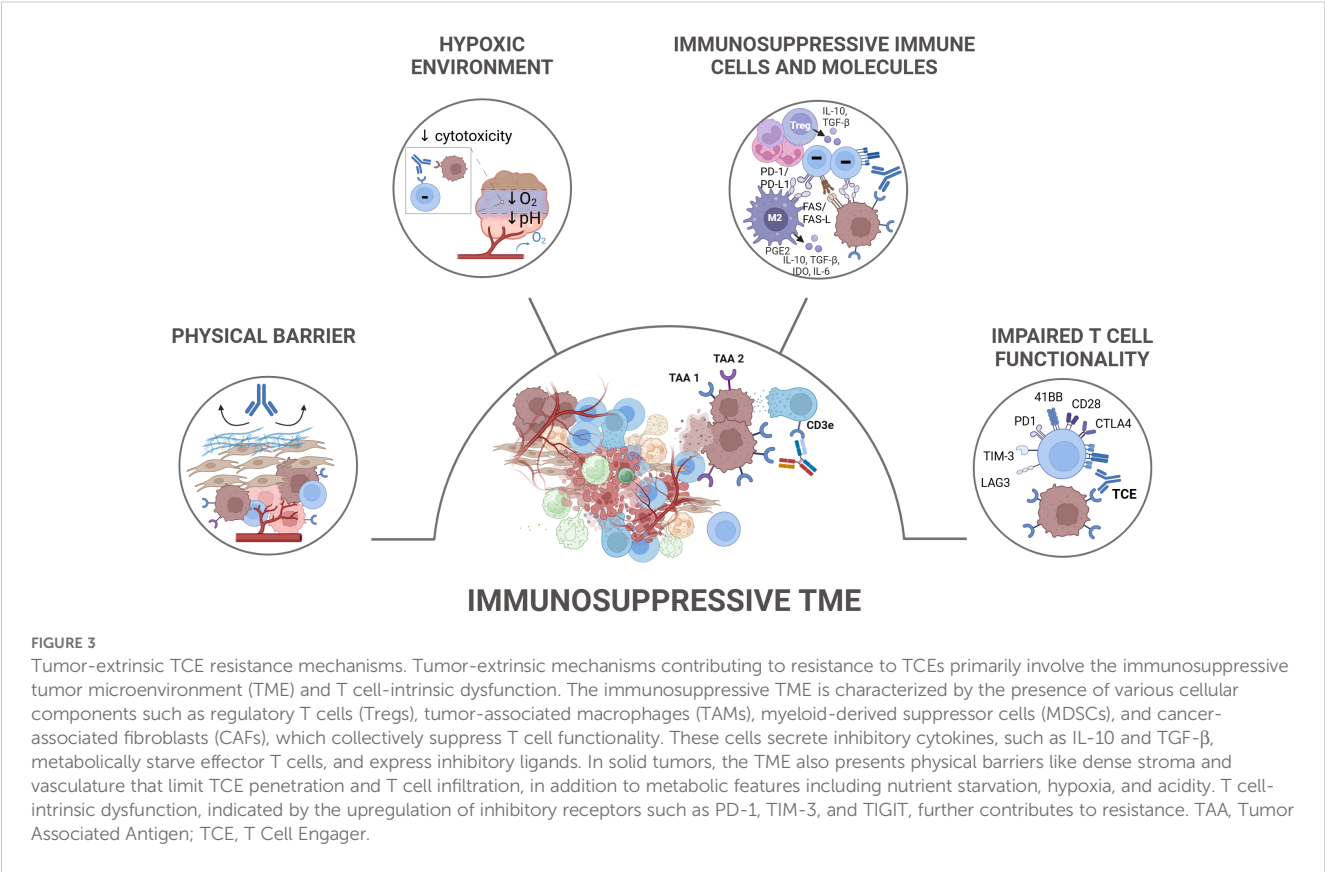 HYPOXIC
ENVIRONMENT
↓ cytotoxicity
-
↓O2
↓pH
O2
IMMUNOSUPPRESSIVE IMMUNE
CELLS AND MOLECULES
IL-10,
TGF-β
Treg
-
-
PD-1/
PD-L1
M2
FAS/
FAS-L
PGE2
IL-10, TGF-β,
IDO, IL-6
PHYSICAL BARRIER
TAA 2
TAA 1
CD3e
IMPAIRED T CELL
FUNCTIONALITY
41BB
CD28
PD1
CTLA4
TIM-3
LAG3
TCE
IMMUNOSUPPRESSIVE TME
FIGURE 3
Tumor-extrinsic TCE resistance mechanisms. Tumor-extrinsic mechanisms contributing to resistance to TCEs primarily involve the immunosuppressive
tumor microenvironment (TME) and T cell-intrinsic dysfunction. The immunosuppressive TME is characterized by the presence of various cellular
components such as regulatory T cells (Tregs), tumor-associated macrophages (TAMs), myeloid-derived suppressor cells (MDSCs), and cancer-
associated fibroblasts (CAFs), which collectively suppress T cell functionality. These cells secrete inhibitory cytokines, such as IL-10 and TGF-β,
metabolically starve effector T cells, and express inhibitory ligands. In solid tumors, the TME also presents physical barriers like dense stroma and
vasculature that limit TCE penetration and T cell infiltration, in addition to metabolic features including nutrient starvation, hypoxia, and acidity. T cell-
intrinsic dysfunction, indicated by the upregulation of inhibitory receptors such as PD-1, TIM-3, and TIGIT, further contributes to resistance. TAA, Tumor
Associated Antigen; TCE, T Cell Engager.